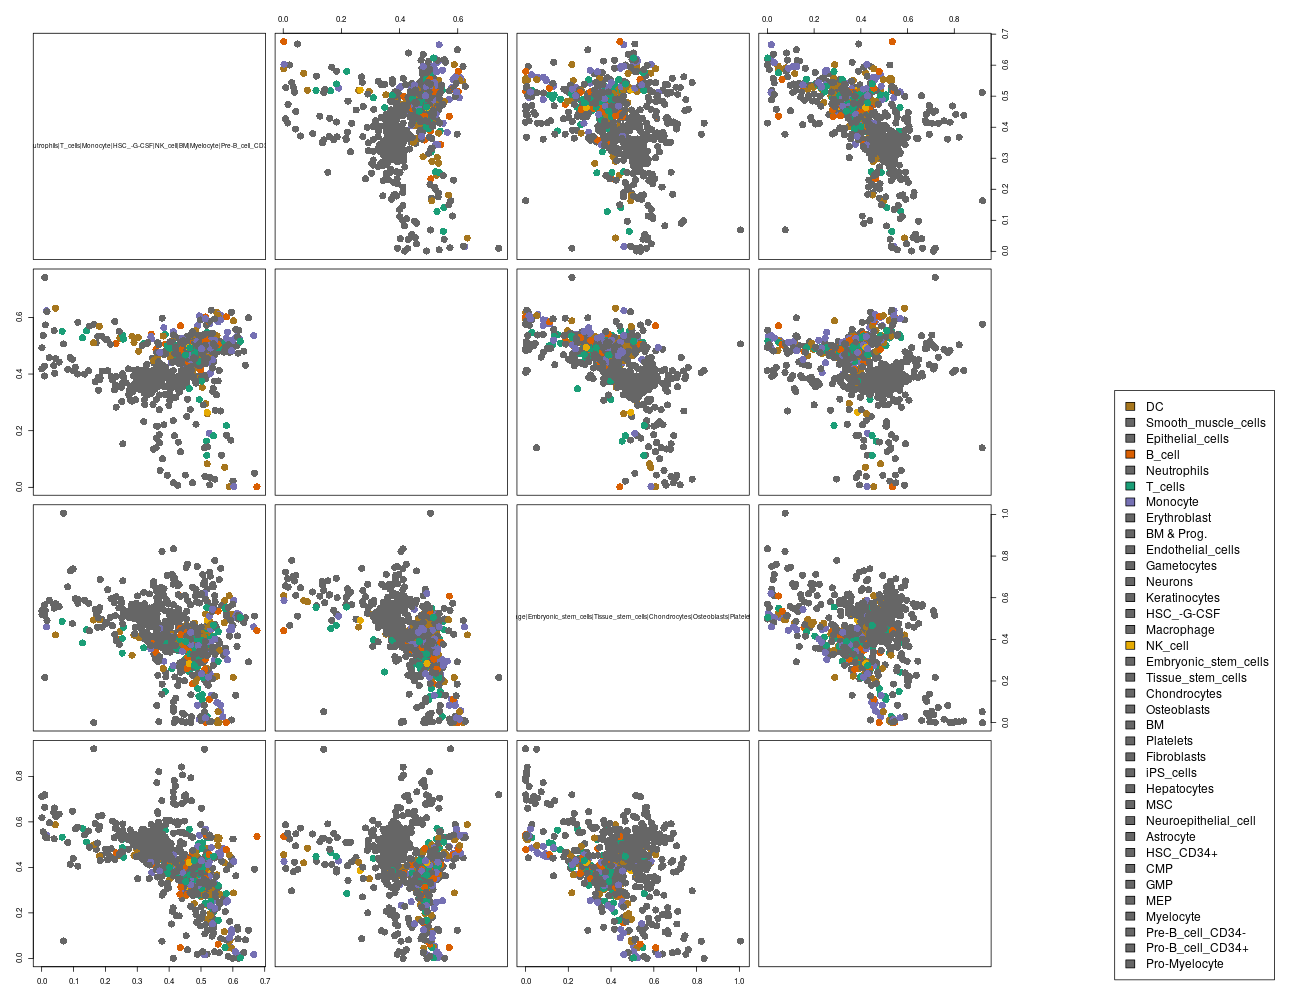 0.0 0.2 0.4 0.6
0.0 0.2 0.4 0.6 0.8
0.0 0.1 0.2 0.3 0.4 0.5 0.6 0.7
utrophils|T_cells|Monocyte|HSC_-G-CSF|NK_cell|BM|Myelocyte|Pre-B_cell_CD
0.0 0.2 0.4 0.6
ge|Embryonic_stem_cells|Tissue_stem_cells|Chondrocytes|Osteoblasts|Platele
0.0 0.2 0.4 0.6 0.8 1.0
0.0 0.2 0.4 0.6 0.8
0.0 0.1 0.2 0.3 0.4 0.5 0.6 0.7
0.0 0.2 0.4 0.6 0.8 1.0
DC
Smooth_muscle_cells
Epithelial_cells
B_cell
Neutrophils
T_cells
Monocyte
Erythroblast
BM & Prog.
Endothelial_cells
Gametocytes
Neurons
Keratinocytes
HSC_-G-CSF
Macrophage
NK_cell
Embryonic_stem_cells
Tissue_stem_cells
Chondrocytes
Osteoblasts
BM
Platelets
Fibroblasts
iPS_cells
Hepatocytes
MSC
Neuroepithelial_cell
Astrocyte
HSC_CD34+
CMP
GMP
MEP
Myelocyte
Pre-B_cell_CD34-
Pro-B_cell_CD34+
Pro-Myelocyte